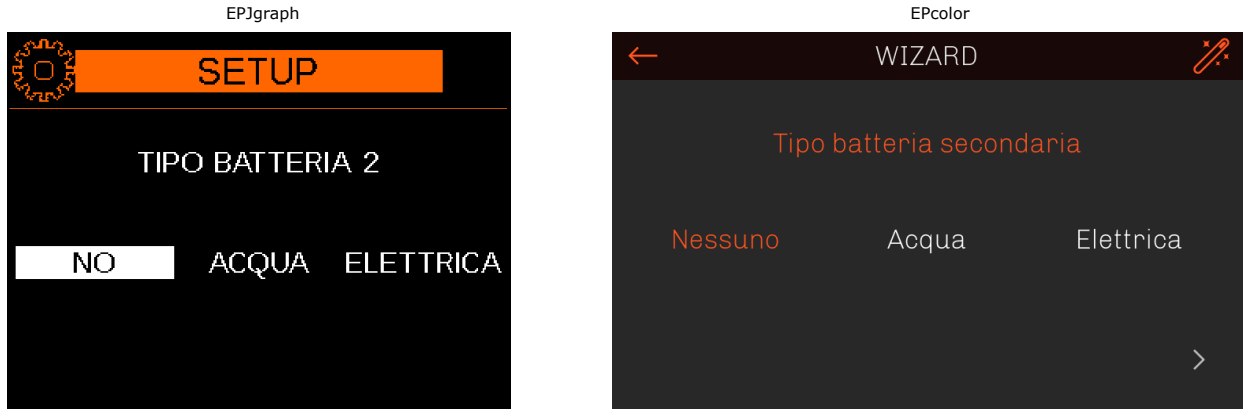 EPJgraph
SETUP
TIPO BATTERIA 2
NO ACQUA ELETTRICA
EPcolor
WIZARD
Tipo batteria secondaria
Nessuno Acqua Elettrica